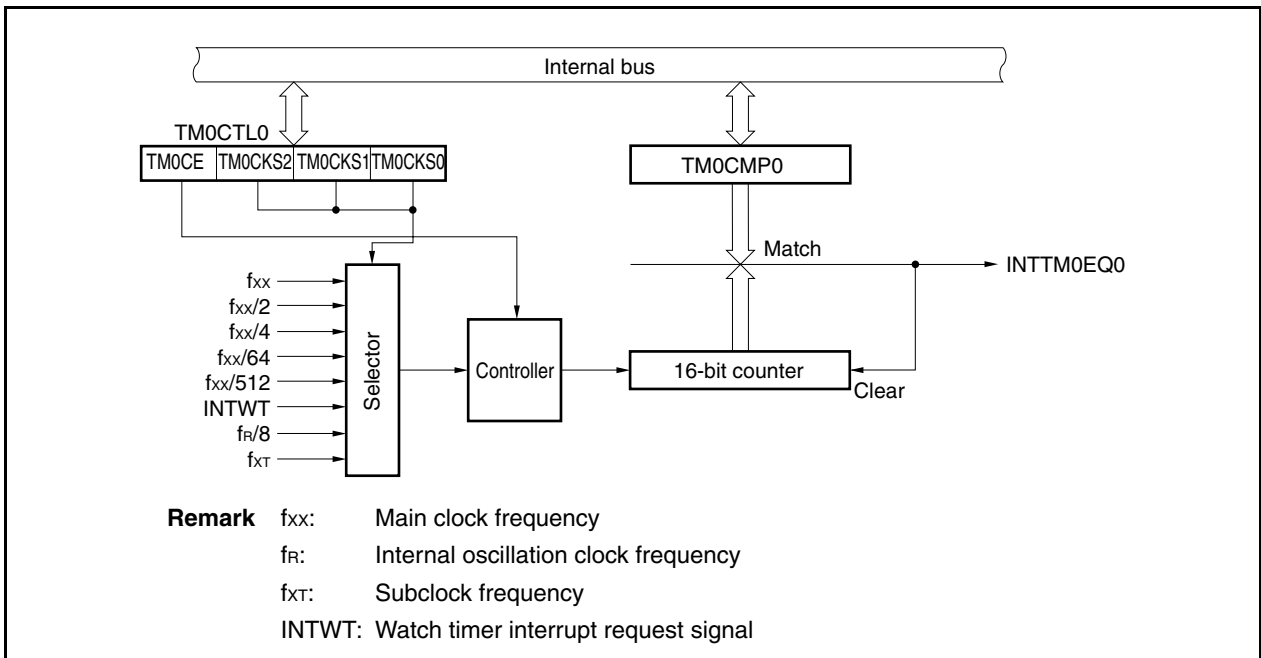 Internal bus
TM0CTL0
TM0CE TM0CKS2 TM0CKS1 TM0CKS0
TM0CMP0
Match
INTTM0EQ0
fXX
fXX/2
fXX/4
fXX/64
fXX/512
INTWT
fR/8
fXT
Selector
Controller
16-bit counter
Clear
Remark fXX: Main clock frequency
fR: Internal oscillation clock frequency
fXT: Subclock frequency
INTWT: Watch timer interrupt request signal